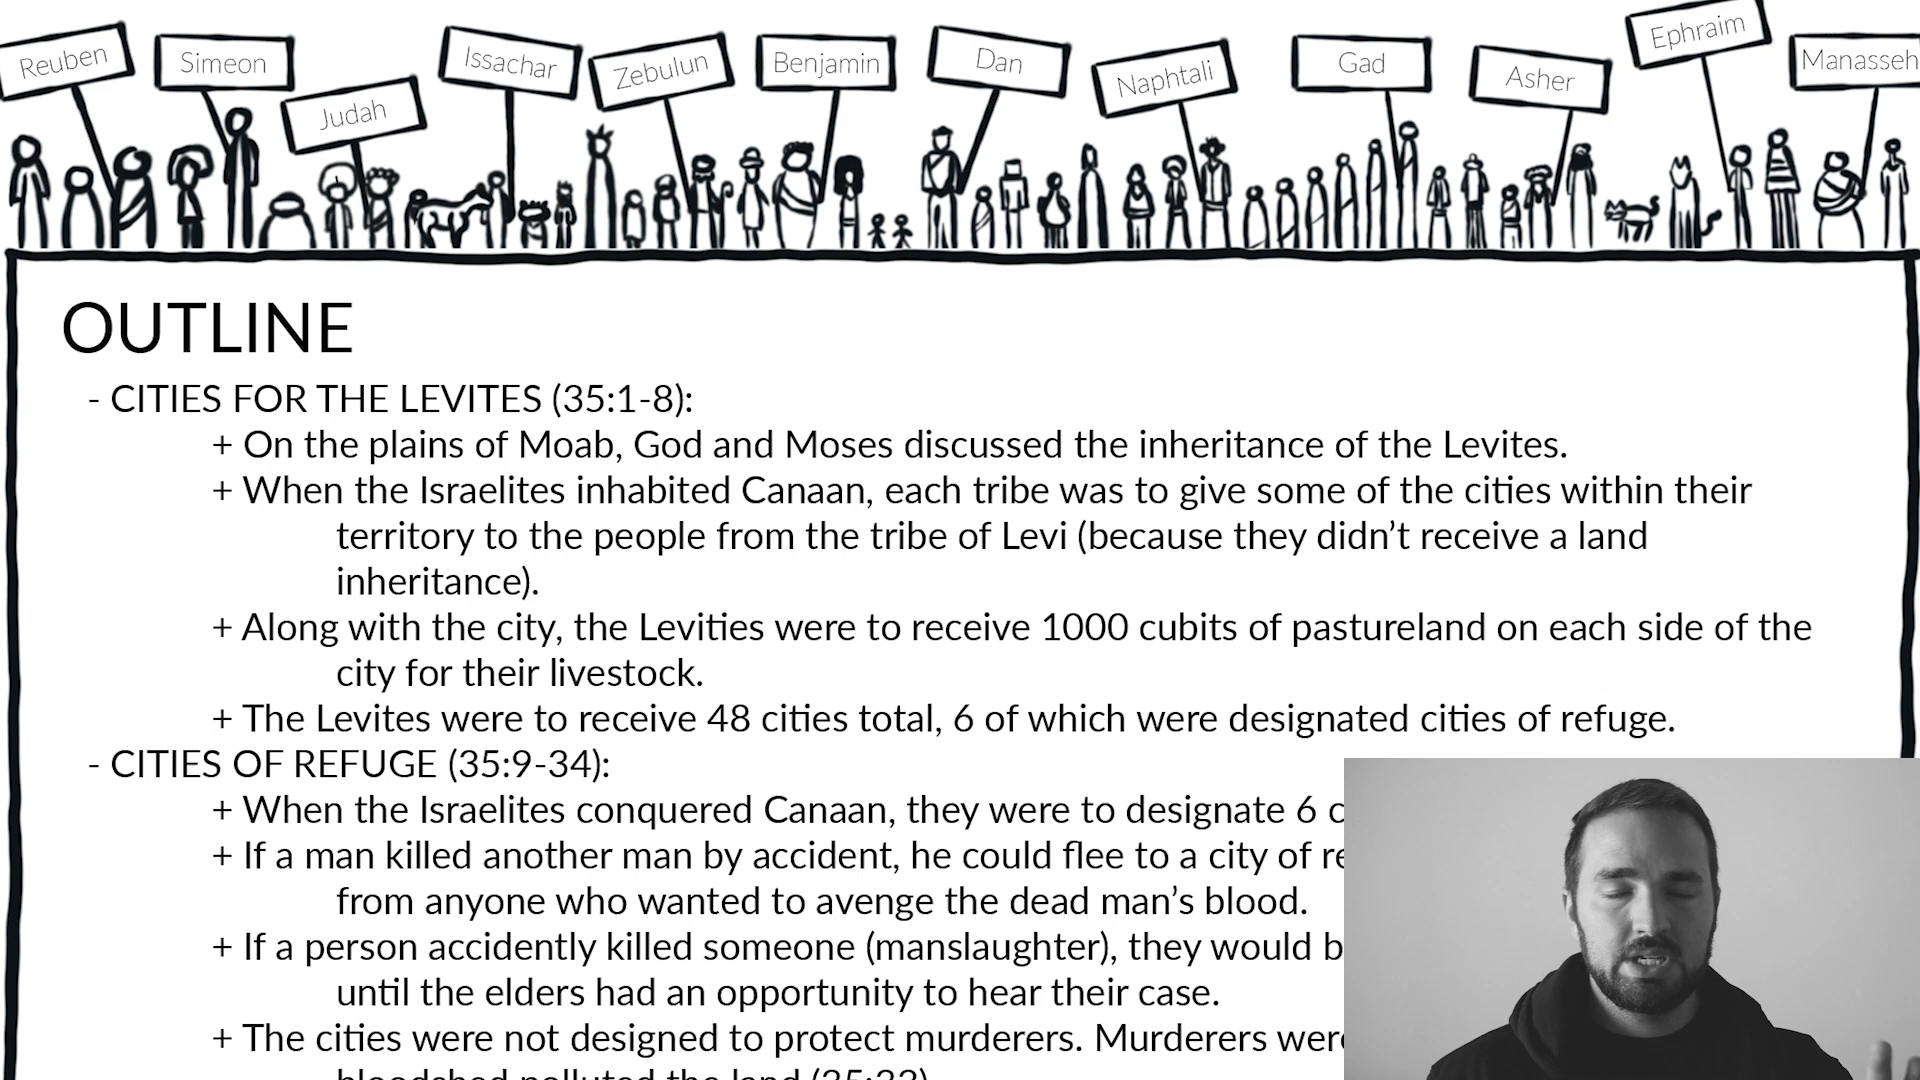 Reuben
Simeon
Judah
Issachar
Zebulun
Benjamin
Dan
Naphtali
Gad
Asher
Ephraim
Manasseh
OUTLINE
- CITIES FOR THE LEVITES (35:1-8):
+ On the plains of Moab, God and Moses discussed the inheritance of the Levites.
+ When the Israelites inhabited Canaan, each tribe was to give some of the cities within their
territory to the people from the tribe of Levi (because they didn’t receive a land
inheritance).
+ Along with the city, the Levities were to receive 1000 cubits of pastureland on each side of the
city for their livestock.
+ The Levites were to receive 48 cities total, 6 of which were designated cities of refuge.
- CITIES OF REFUGE (35:9-34):
+ When the Israelites conquered Canaan, they were to designate 6
+ If a man killed another man by accident, he could flee to a city of
from anyone who wanted to avenge the dead man’s blood.
+ If a person accidently killed someone (manslaughter), they would
until the elders had an opportunity to hear their case.
+ The cities were not designed to protect murderers. Murderers were
bloodshed polluted the land (35:33)